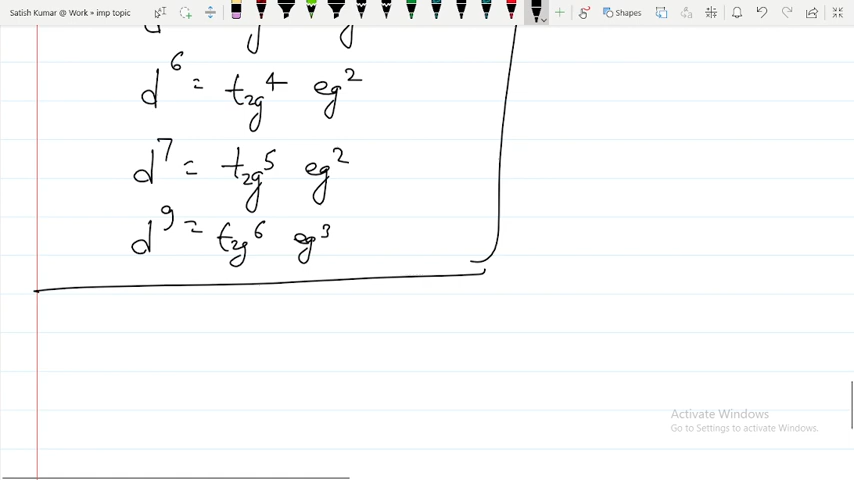 Satish Kumar @ Work » imp topic
Shapes
d⁶ = t₂g⁴ eg²
d⁷ = t₂g⁵ eg²
d⁹ = t₂g⁶ eg³
Activate Windows
Go to Settings to activate Windows.